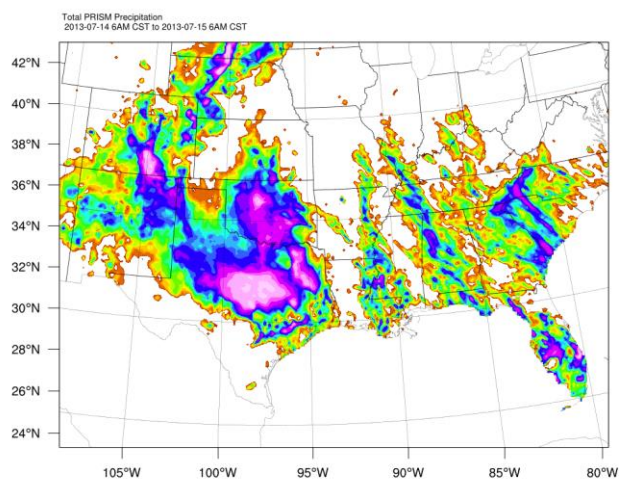 Total PRISM Precipitation
2013-07-14 6AM CST to 2013-07-15 6AM CST
42°N
40°N
38°N
36°N
34°N
32°N
30°N
28°N
26°N
24°N
105°W
100°W
95°W
90°W
85°W
80°W